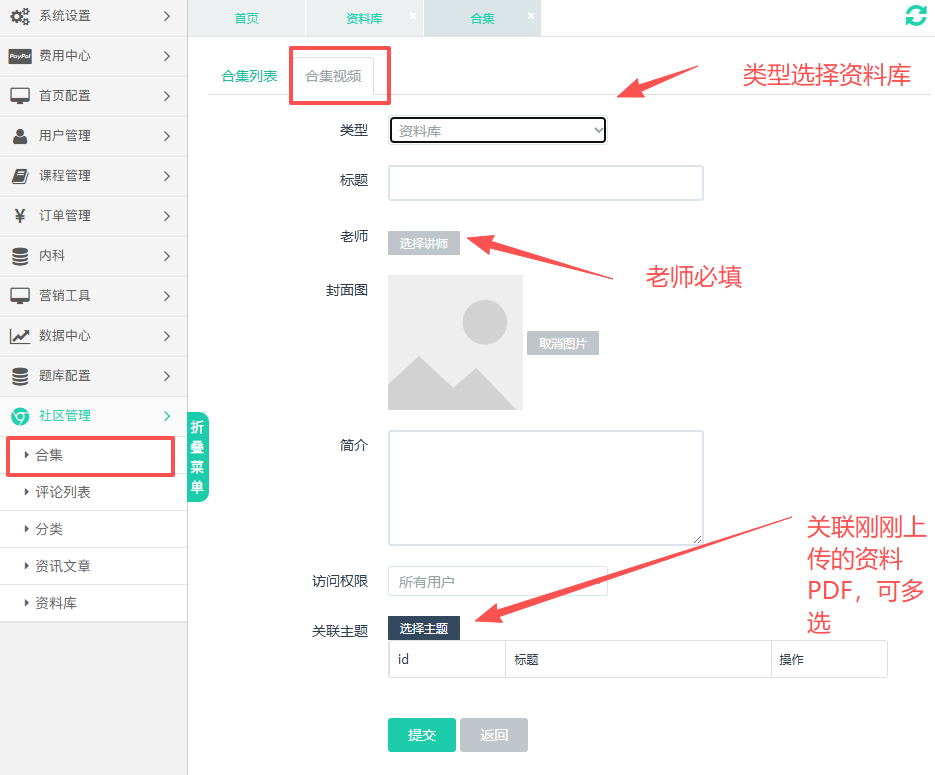 系统设置
费用中心
PayPal
首页配置
用户管理
课程管理
¥ 订单管理
内科
营销工具
数据中心
题库配置
社区管理
合集
评论列表
分类
资讯文章
资料库
折叠菜单
首页
资料库 ×
合集 ×
合集列表
合集视频
类型选择资料库
类型
资料库
标题
老师
选择讲师
老师必填
封面图
取消图片
简介
访问权限
所有用户
关联刚刚上
传的资料
PDF，可多
选
关联主题
选择主题
id 标题 操作
提交 返回